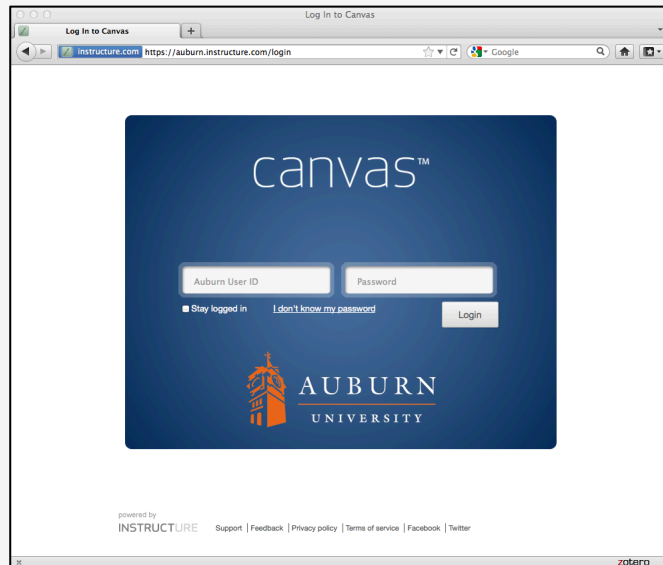 Log In to Canvas
Log In to Canvas
instructure.com https://auburn.instructure.com/login Google
canvas™
Auburn User ID Password
Stay logged in I don't know my password Login
AUBURN
UNIVERSITY
powered by
INSTRUCTURE Support | Feedback | Privacy policy | Terms of service | Facebook | Twitter
zotero